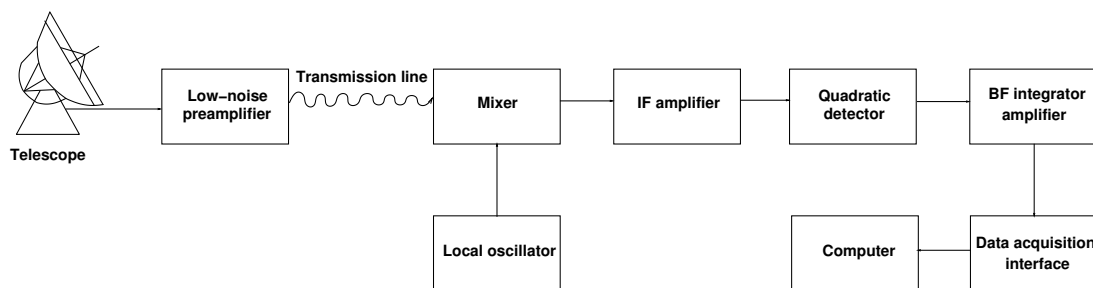 Telescope
Low−noise
preamplifier
Transmission line
Mixer
IF amplifier
Quadratic
detector
BF integrator
amplifier
Local oscillator
Computer
Data acquisition
interface